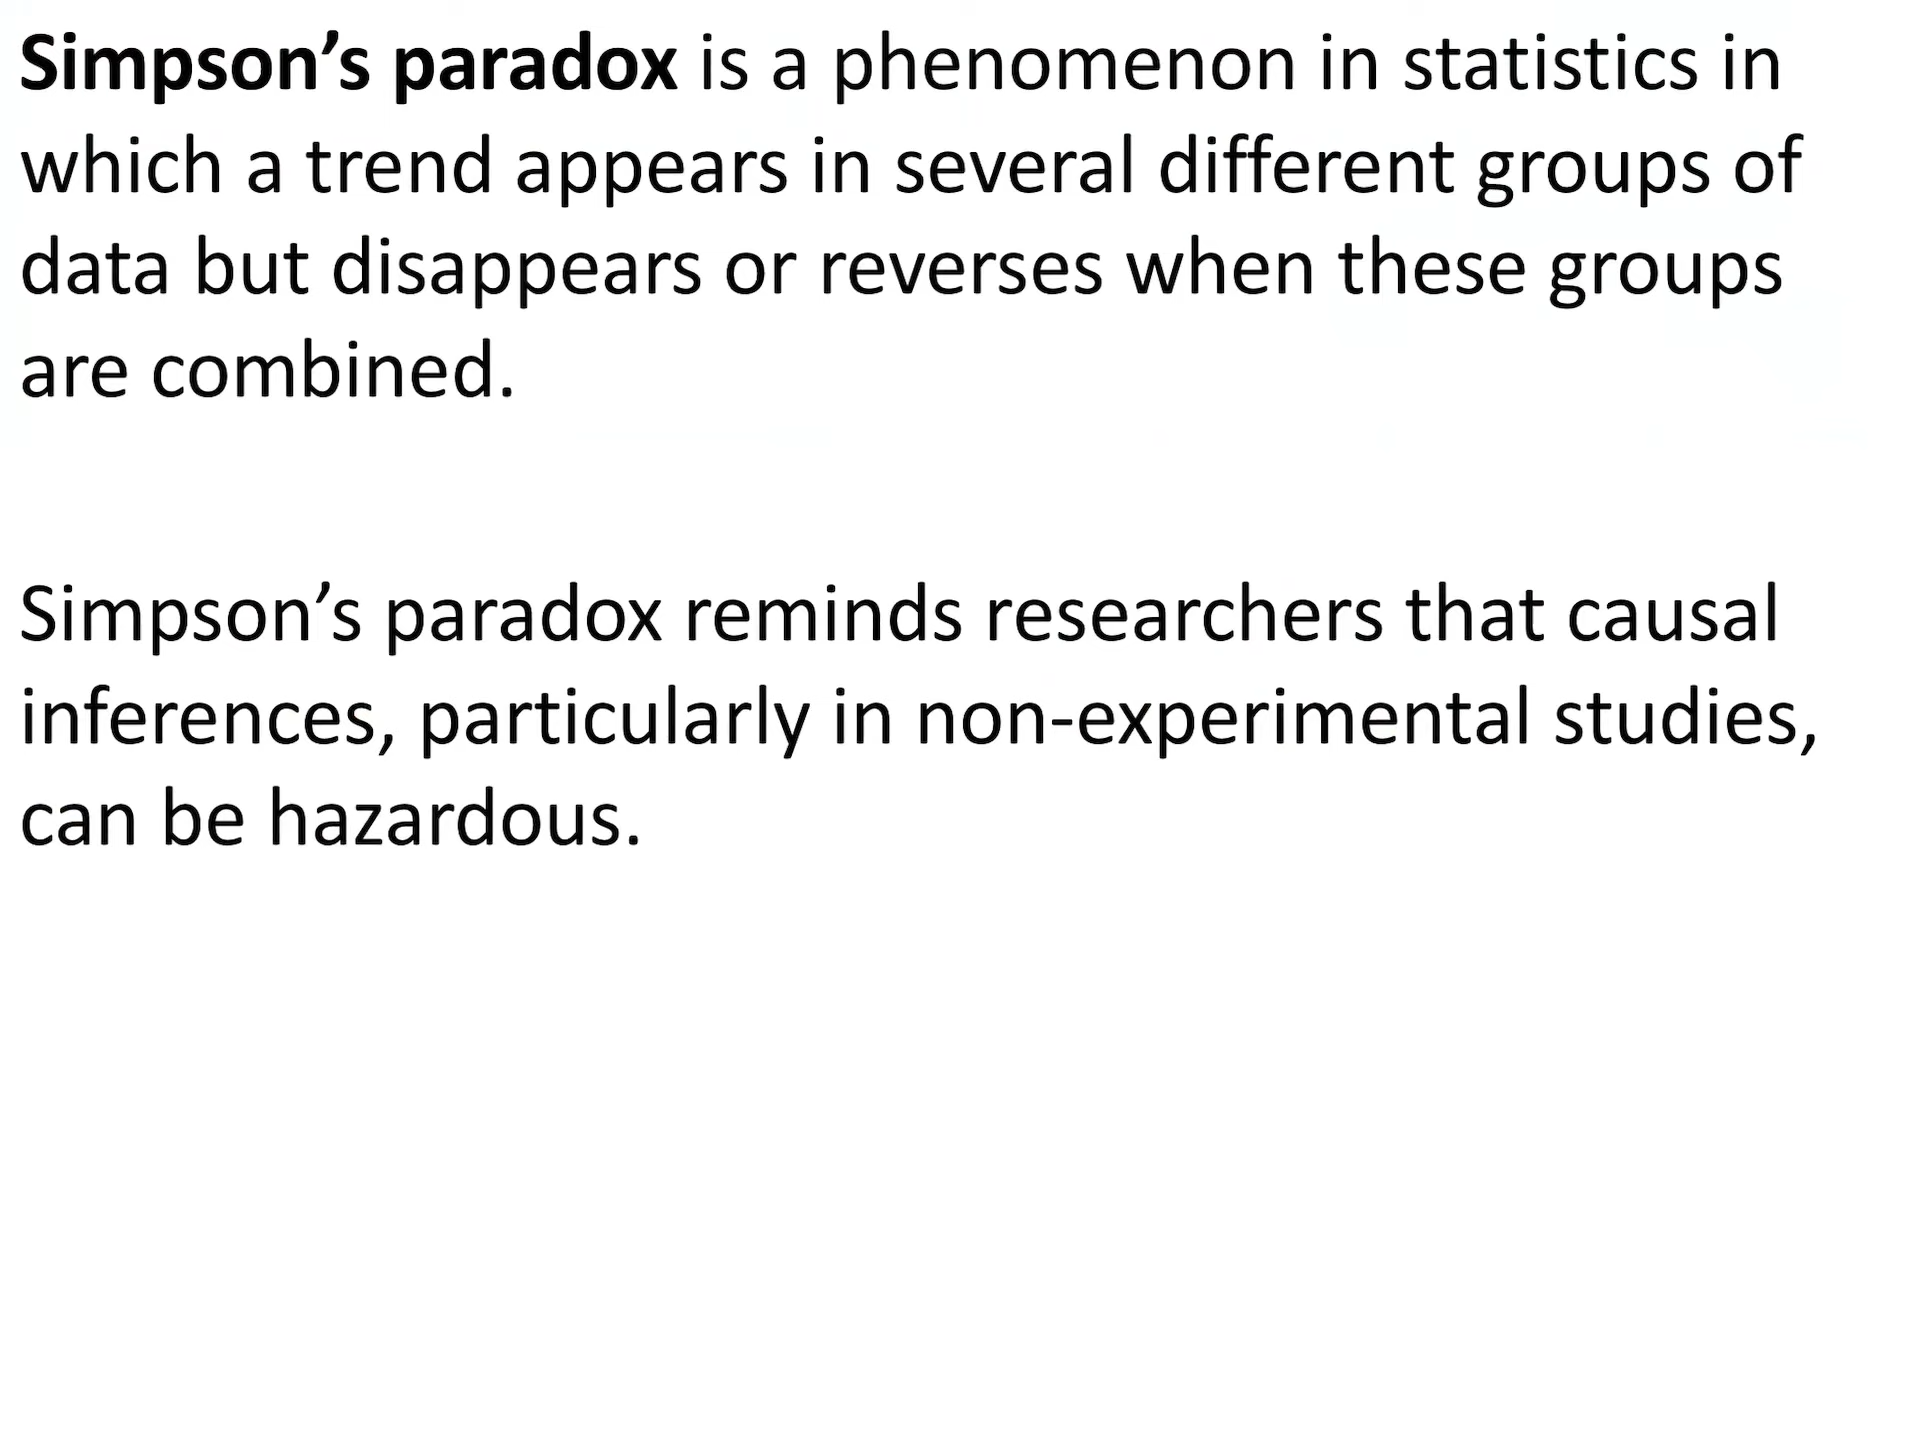 Simpson’s paradox is a phenomenon in statistics in
which a trend appears in several different groups of
data but disappears or reverses when these groups
are combined.
Simpson’s paradox reminds researchers that causal
inferences, particularly in non-experimental studies,
can be hazardous.